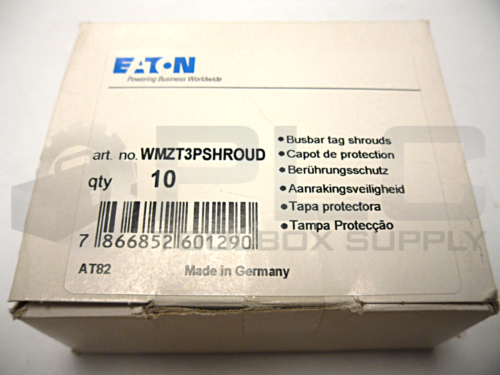 EATON
Powering Business Worldwide
art. no. WMZT3PSHROUD
qty 10
7 866852 601290
AT82 Made in Germany
• Busbar tag shrouds
• Capot de protection
• Berührungsschutz
• Aanrakingsveiligheid
• Tapa protectora
• Tampa Protecção
PLC
BOX SUPPLY